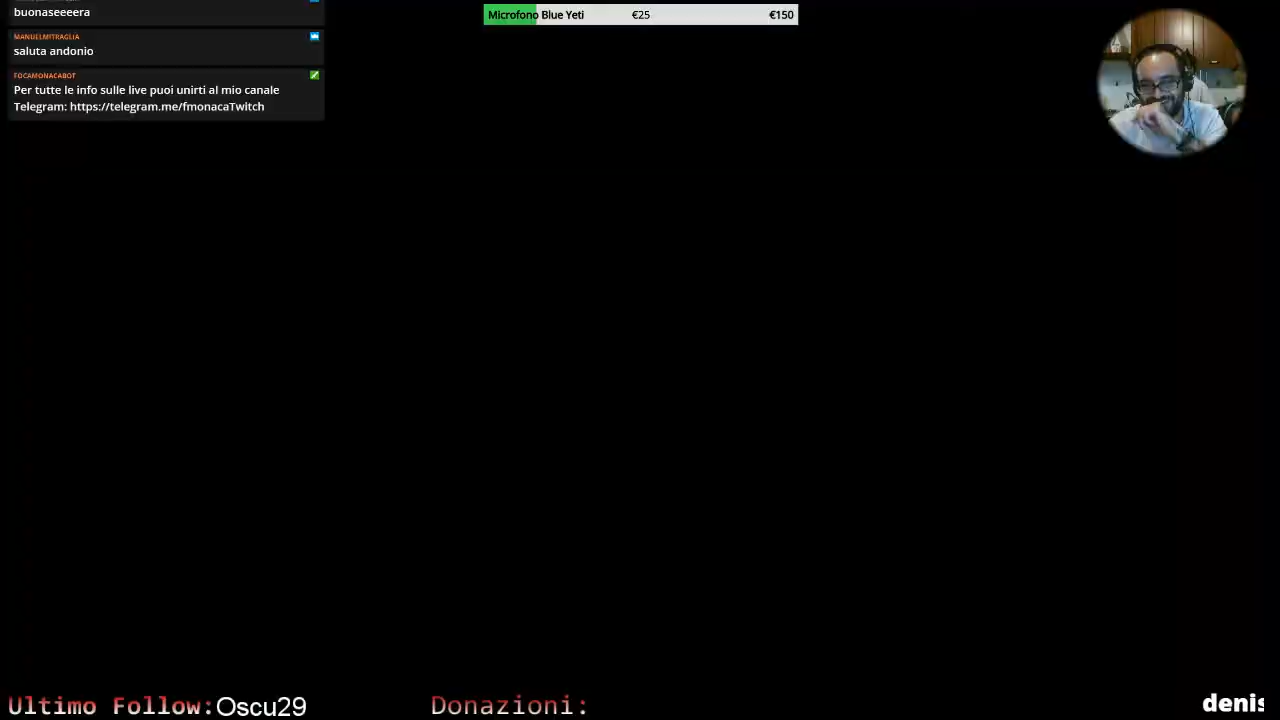 buonaseeeera
MANUELMITRAGLIA
saluta andonio
FOCAMONACABOT
Per tutte le info sulle live puoi unirti al mio canale
Telegram: https://telegram.me/fmonacaTwitch
Microfono Blue Yeti €25 €150
Ultimo Follow:Oscu29
Donazioni:
denis